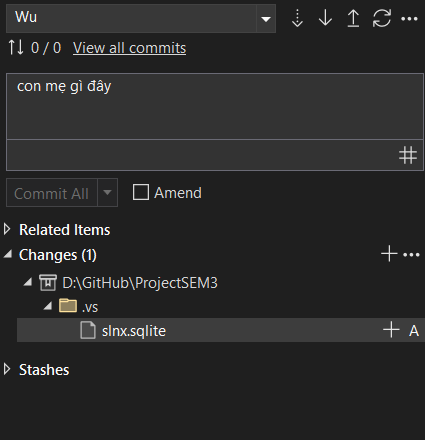 Wu
0 / 0 View all commits
con mẹ gì đây
Commit All Amend
Related Items
Changes (1)
D:\GitHub\ProjectSEM3
.vs
slnx.sqlite A
Stashes